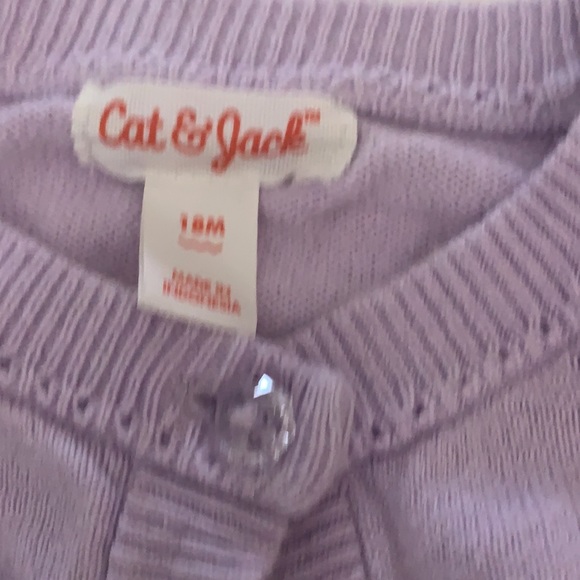 Cat & Jack™
18M
MADE IN
INDONESIA